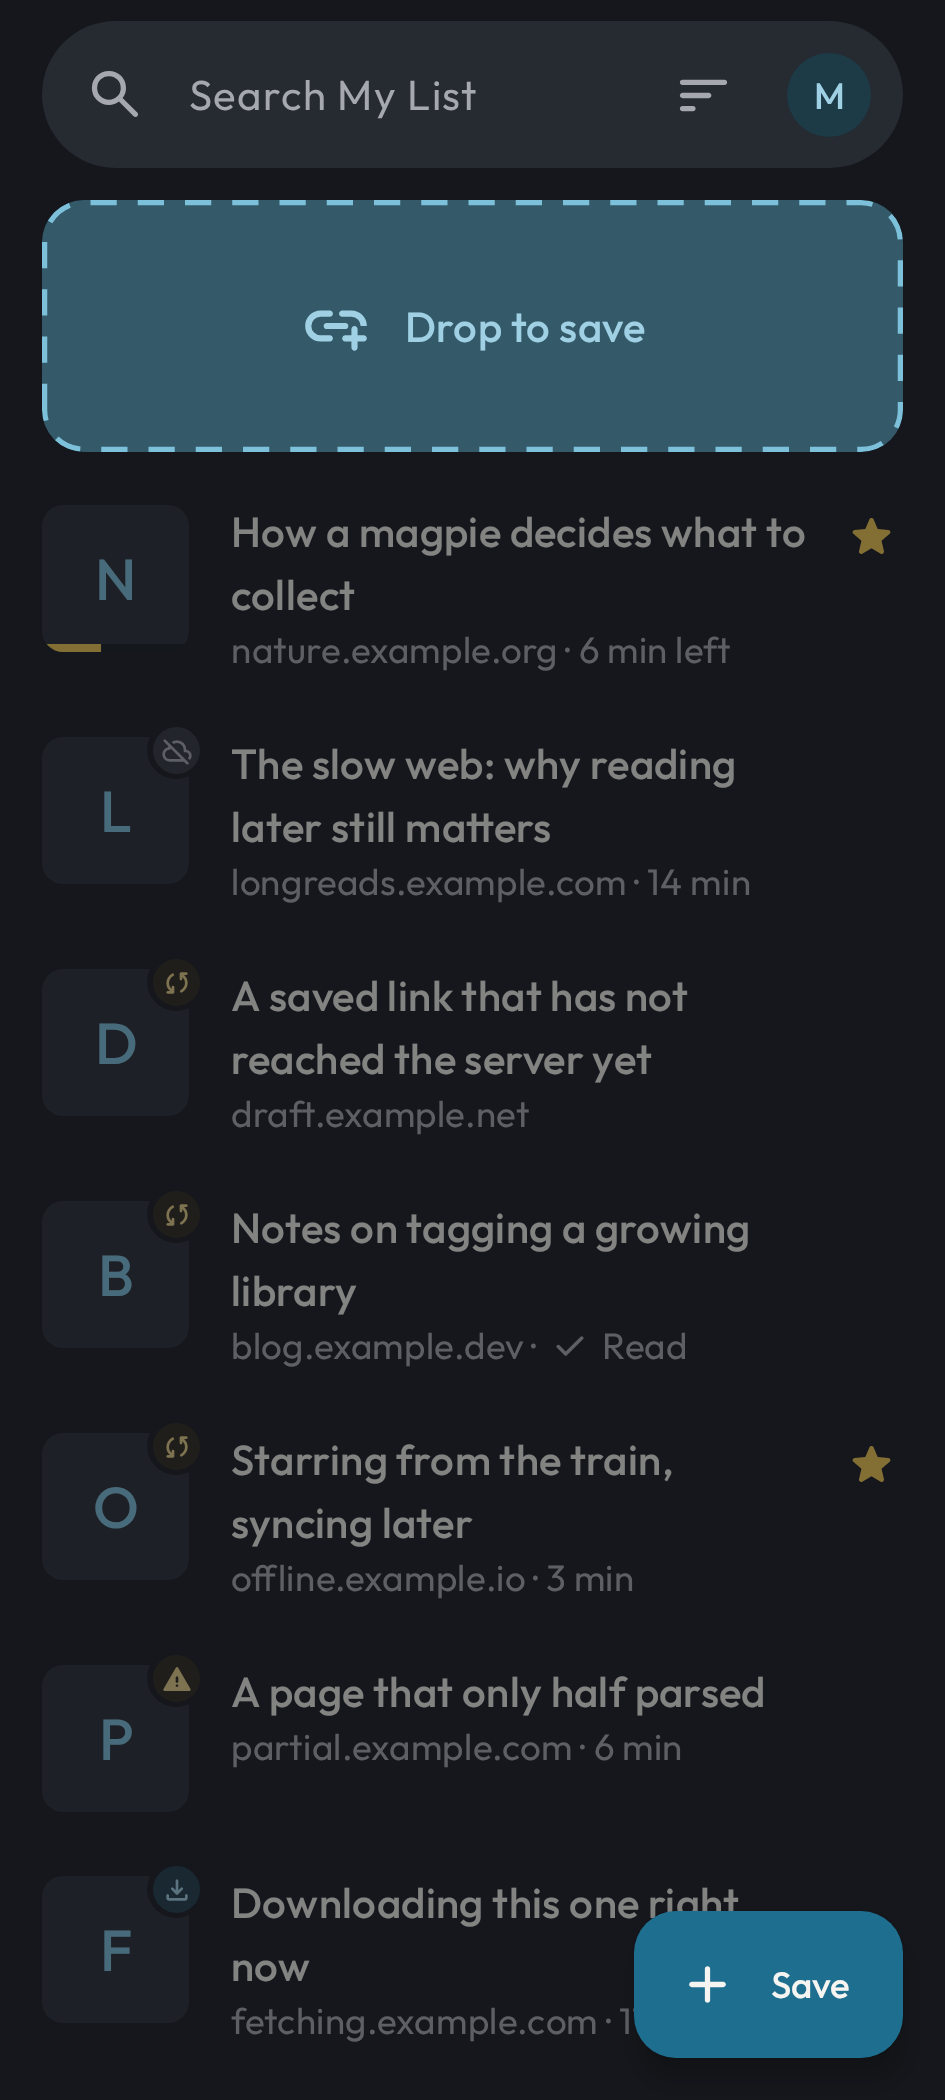 Search My List
M
Drop to save
N
How a magpie decides what to
collect
nature.example.org · 6 min left
L
The slow web: why reading
later still matters
longreads.example.com · 14 min
D
A saved link that has not
reached the server yet
draft.example.net
B
Notes on tagging a growing
library
blog.example.dev · ✓ Read
O
Starring from the train,
syncing later
offline.example.io · 3 min
P
A page that only half parsed
partial.example.com · 6 min
F
Downloading this one right
now
fetching.example.com ·
Save